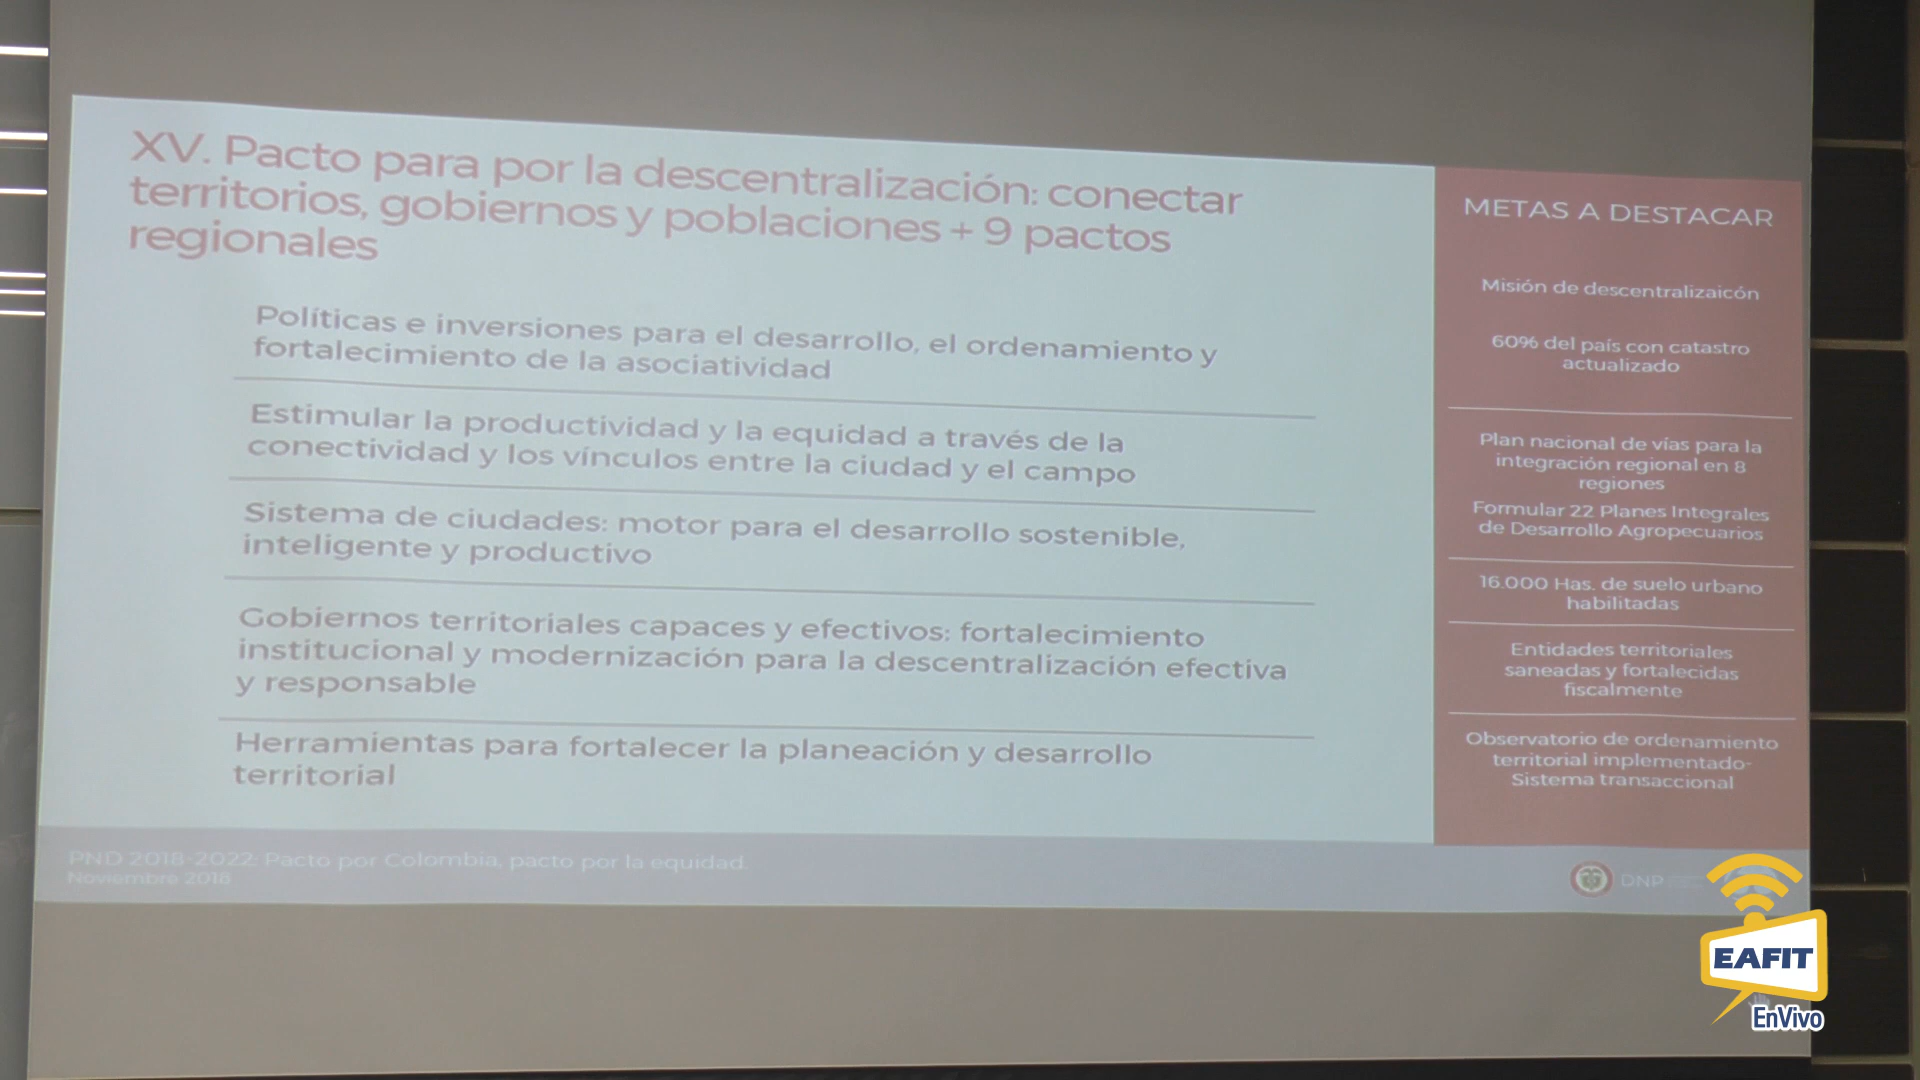 XV. Pacto para por la descentralización: conectar
territorios, gobiernos y poblaciones + 9 pactos
regionales
Políticas e inversiones para el desarrollo, el ordenamiento y
fortalecimiento de la asociatividad
Estimular la productividad y la equidad a través de la
conectividad y los vínculos entre la ciudad y el campo
Sistema de ciudades: motor para el desarrollo sostenible,
inteligente y productivo
Gobiernos territoriales capaces y efectivos: fortalecimiento
institucional y modernización para la descentralización efectiva
y responsable
Herramientas para fortalecer la planeación y desarrollo
territorial
METAS A DESTACAR
Misión de descentralizaicón
60% del país con catastro
actualizado
Plan nacional de vías para la
integración regional en 8
regiones
Formular 22 Planes Integrales
de Desarrollo Agropecuarios
16.000 Has. de suelo urbano
habilitadas
Entidades territoriales
saneadas y fortalecidas
fiscalmente
Observatorio de ordenamiento
territorial implementado-
Sistema transaccional
PND 2018-2022: Pacto por Colombia, pacto por la equidad.
Noviembre 2018
DNP
EAFIT
EnVivo